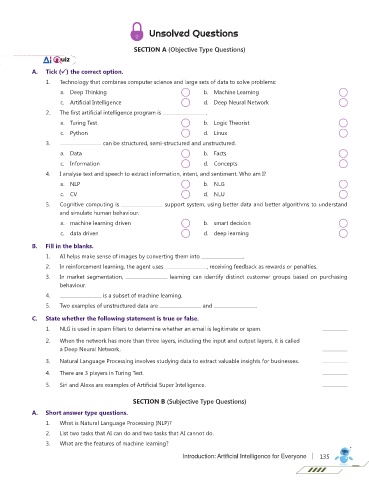 Unsolved Questions
SECTION A (Objective Type Questions)
Ai Quiz
A. Tick (✓) the correct option.
1. Technology that combines computer science and large sets of data to solve problems:
a. Deep Thinking b. Machine Learning
c. Artificial Intelligence d. Deep Neural Network
2. The first artificial intelligence program is ____________.
a. Turing Test b. Logic Theorist
c. Python d. Linux
3. ____________ can be structured, semi-structured and unstructured.
a. Data b. Facts
c. Information d. Concepts
4. I analyse text and speech to extract information, intent, and sentiment. Who am I?
a. NLP b. NLG
c. CV d. NLU
5. Cognitive computing is ____________ support system, using better data and better algorithms to understand
and simulate human behaviour.
a. machine learning driven b. smart decision
c. data driven d. deep learning
B. Fill in the blanks.
1. AI helps make sense of images by converting them into ____________.
2. In reinforcement learning, the agent uses ____________, receiving feedback as rewards or penalties.
3. In market segmentation, ____________ learning can identify distinct customer groups based on purchasing
behaviour.
4. ____________ is a subset of machine learning.
5. Two examples of unstructured data are ____________ and ____________.
C. State whether the following statement is true or false.
1. NLG is used in spam filters to determine whether an email is legitimate or spam. ________
2. When the network has more than three layers, including the input and output layers, it is called
a Deep Neural Network. ________
3. Natural Language Processing involves studying data to extract valuable insights for businesses. ________
4. There are 3 players in Turing Test. ________
5. Siri and Alexa are examples of Artificial Super Intelligence. ________
SECTION B (Subjective Type Questions)
A. Short answer type questions.
1. What is Natural Language Processing (NLP)?
2. List two tasks that AI can do and two tasks that AI cannot do.
3. What are the features of machine learning?
Introduction: Artificial Intelligence for Everyone | 135